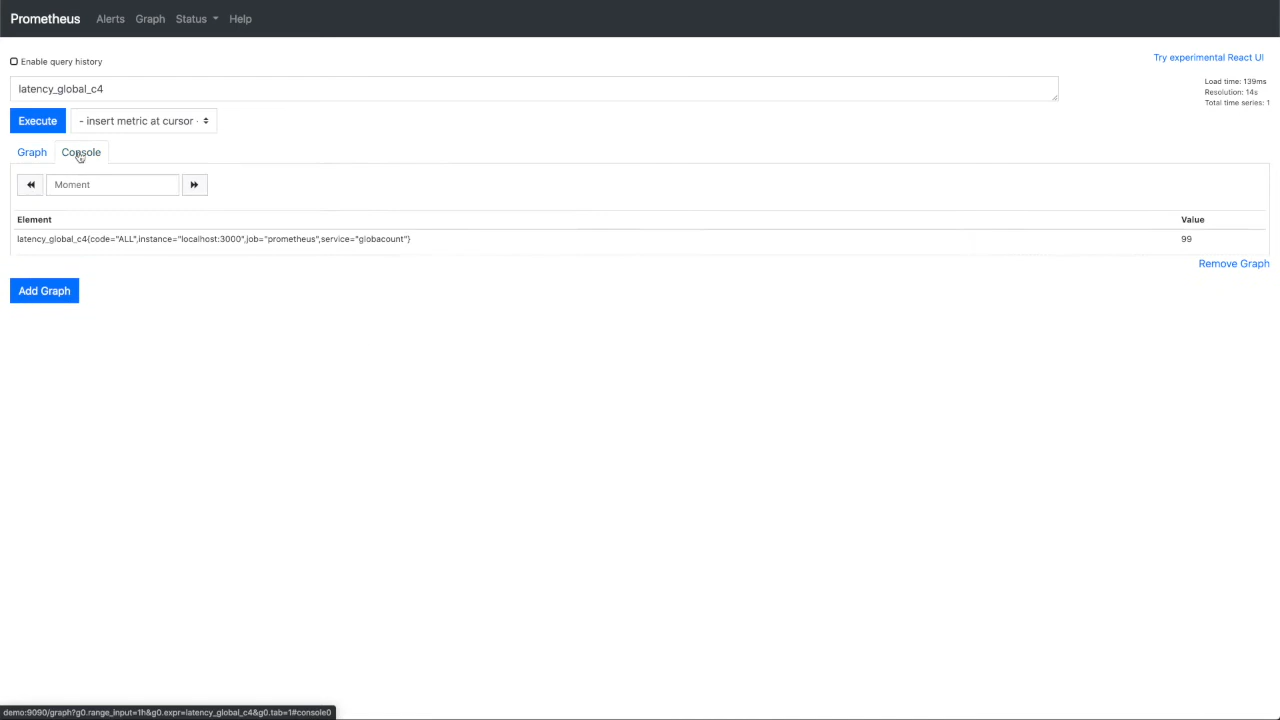 Prometheus Alerts Graph Status Help
Enable query history
Try experimental React UI
latency_global_c4
Load time: 139ms
Resolution: 14s
Total time series: 1
Execute - insert metric at cursor -
Graph Console
Moment
Element Value
latency_global_c4{code="ALL",instance="localhost:3000",job="prometheus",service="globacount"} 99
Remove Graph
Add Graph
demo:9090/graph?g0.range_input=1h&g0.expr=latency_global_c4&g0.tab=1#console0